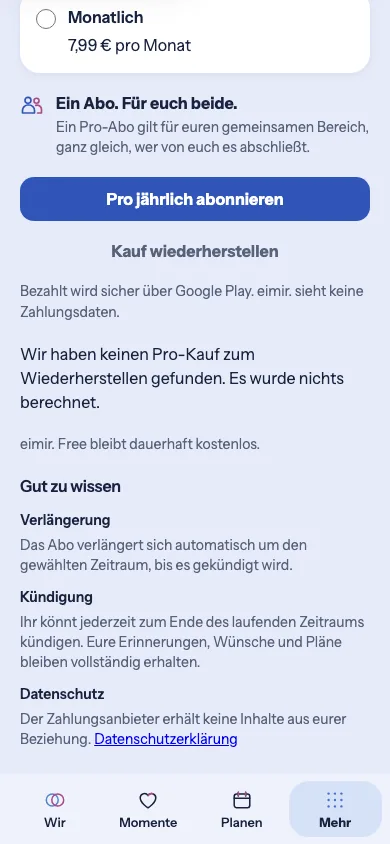 Monatlich
7,99 € pro Monat
Ein Abo. Für euch beide.
Ein Pro-Abo gilt für euren gemeinsamen Bereich,
ganz gleich, wer von euch es abschließt.
Pro jährlich abonnieren
Kauf wiederherstellen
Bezahlt wird sicher über Google Play. eimir. sieht keine
Zahlungsdaten.
Wir haben keinen Pro-Kauf zum
Wiederherstellen gefunden. Es wurde nichts
berechnet.
eimir. Free bleibt dauerhaft kostenlos.
Gut zu wissen
Verlängerung
Das Abo verlängert sich automatisch um den
gewählten Zeitraum, bis es gekündigt wird.
Kündigung
Ihr könnt jederzeit zum Ende des laufenden Zeitraums
kündigen. Eure Erinnerungen, Wünsche und Pläne
bleiben vollständig erhalten.
Datenschutz
Der Zahlungsanbieter erhält keine Inhalte aus eurer
Beziehung. Datenschutzerklärung
Wir
Momente
Planen
Mehr